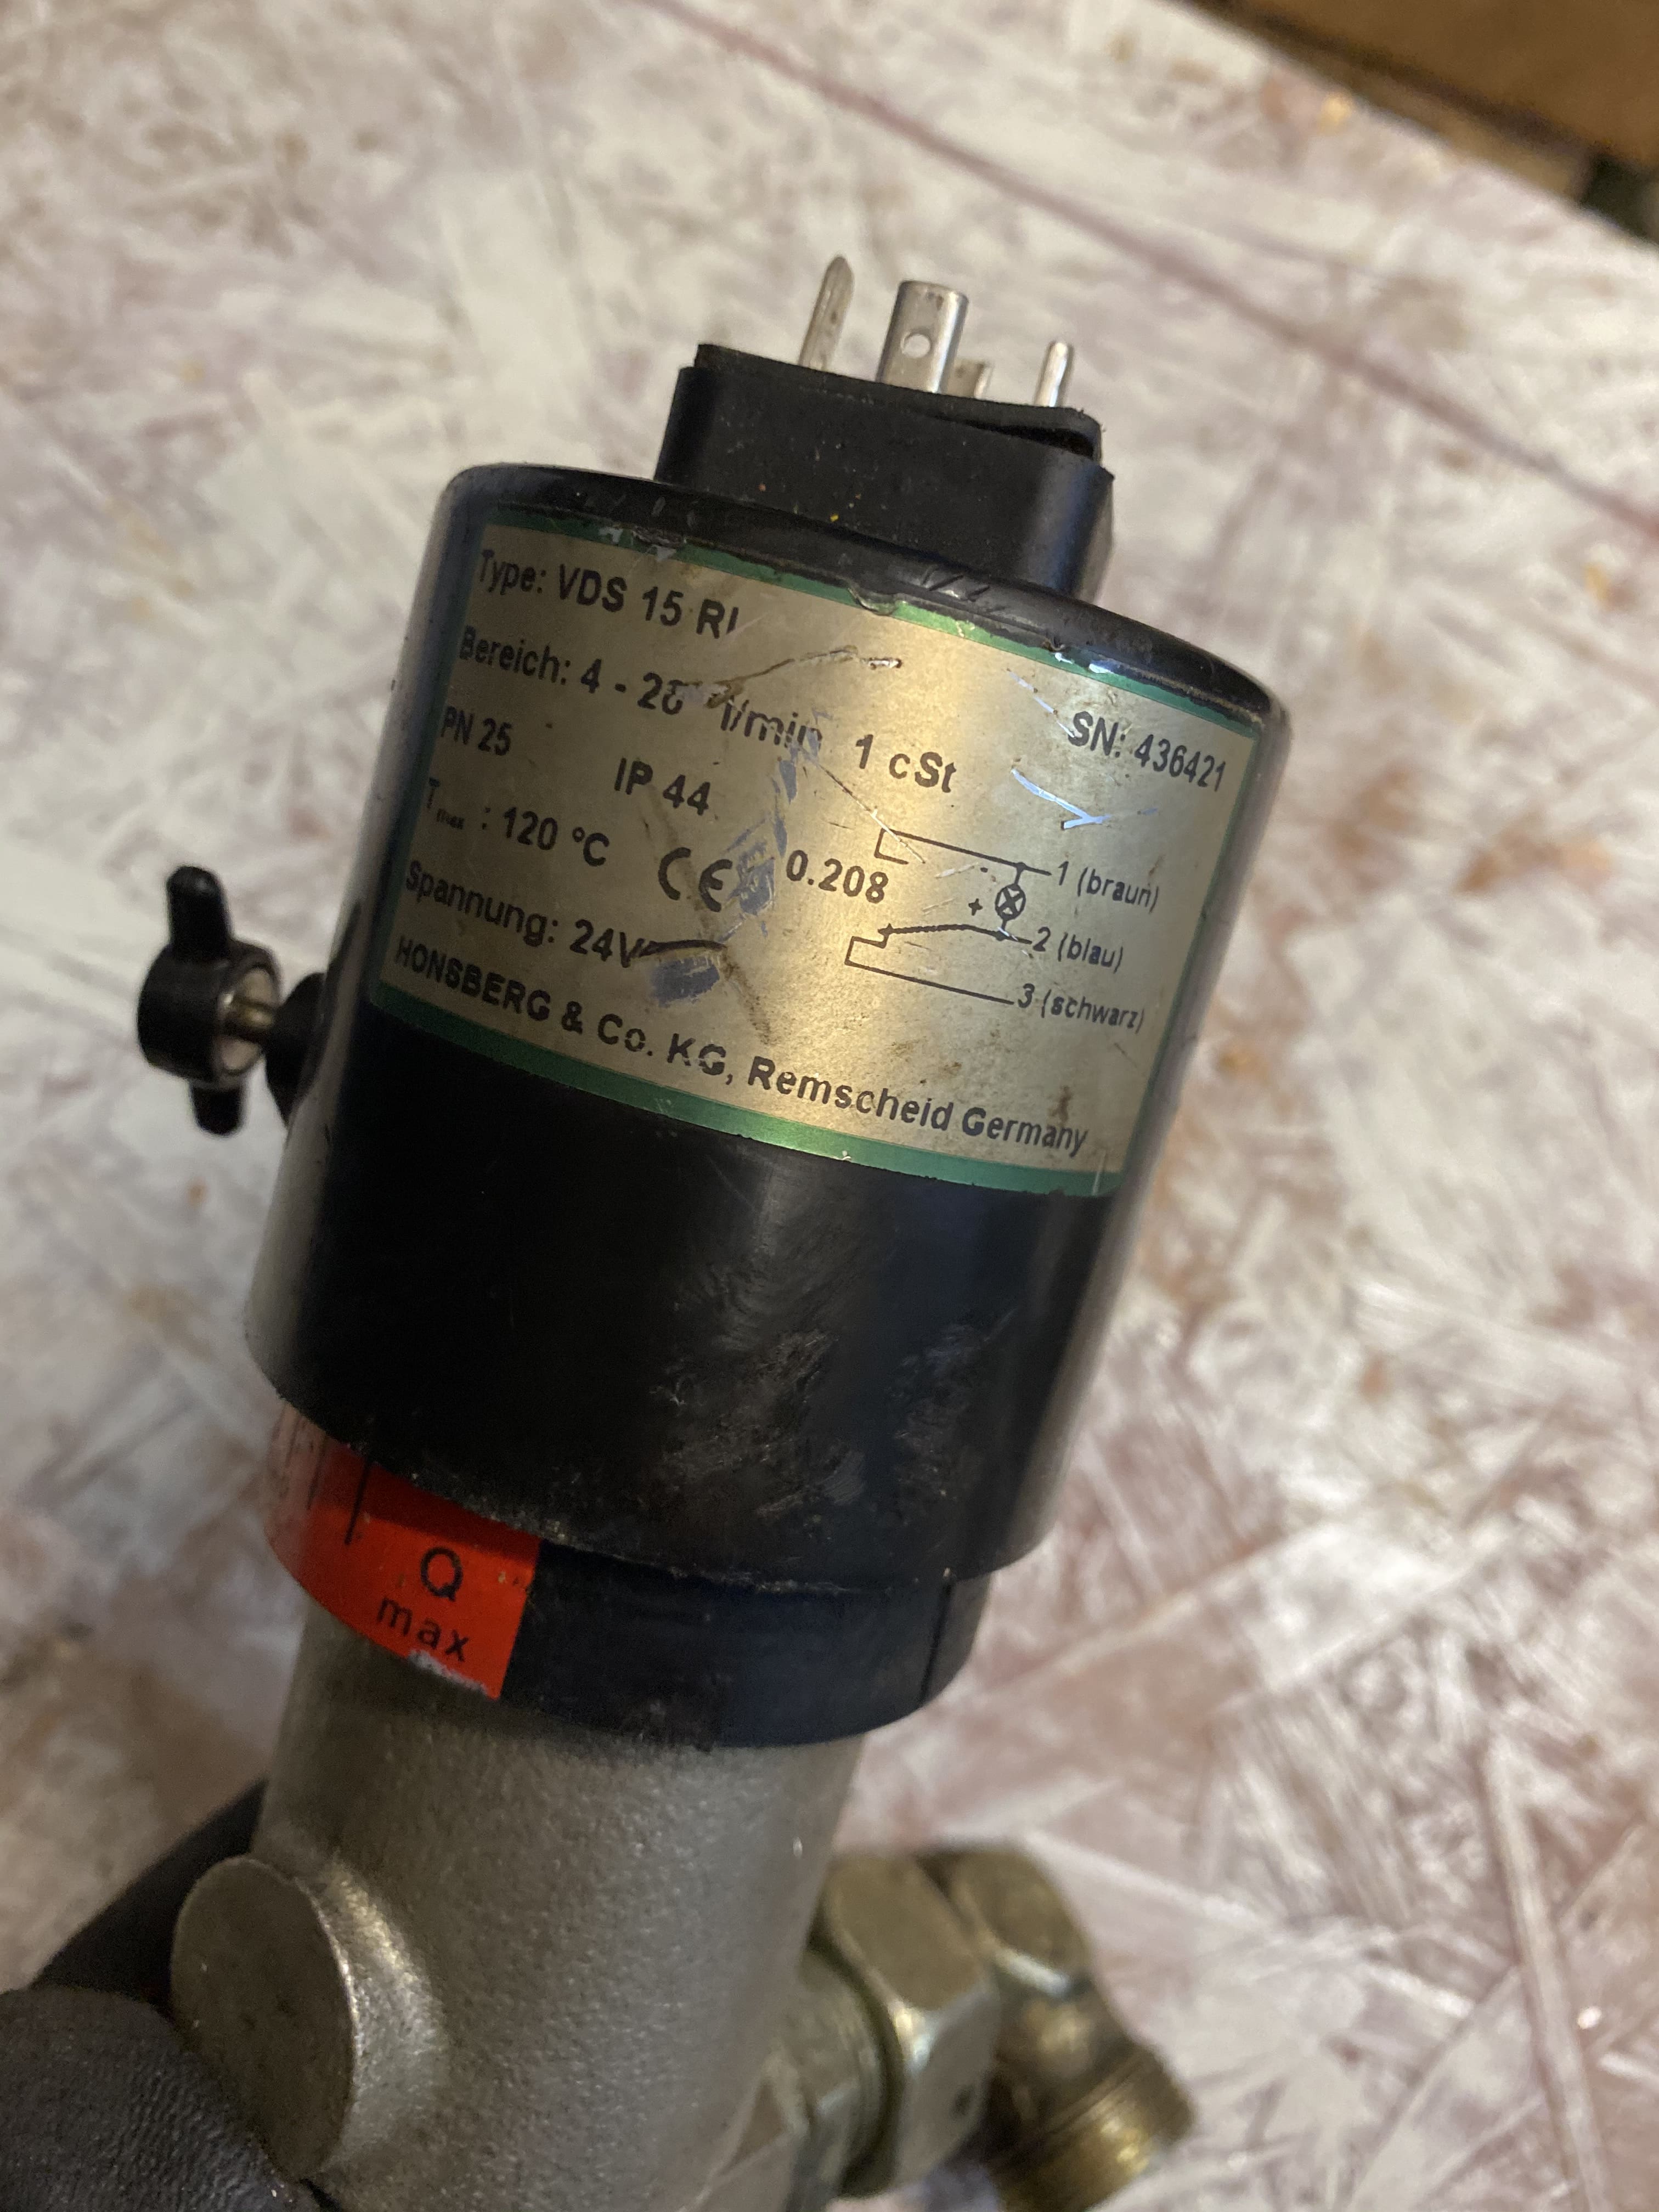 Type: VDS 15 RI
SN: 436421
Bereich: 4 - 28 l/min 1 cSt
PN 25 IP 44
Tmax : 120 °C CE 0.208
Spannung: 24V
1 (braun)
+
2 (blau)
3 (schwarz)
HONSBERG & Co. KG, Remscheid Germany
Q
max